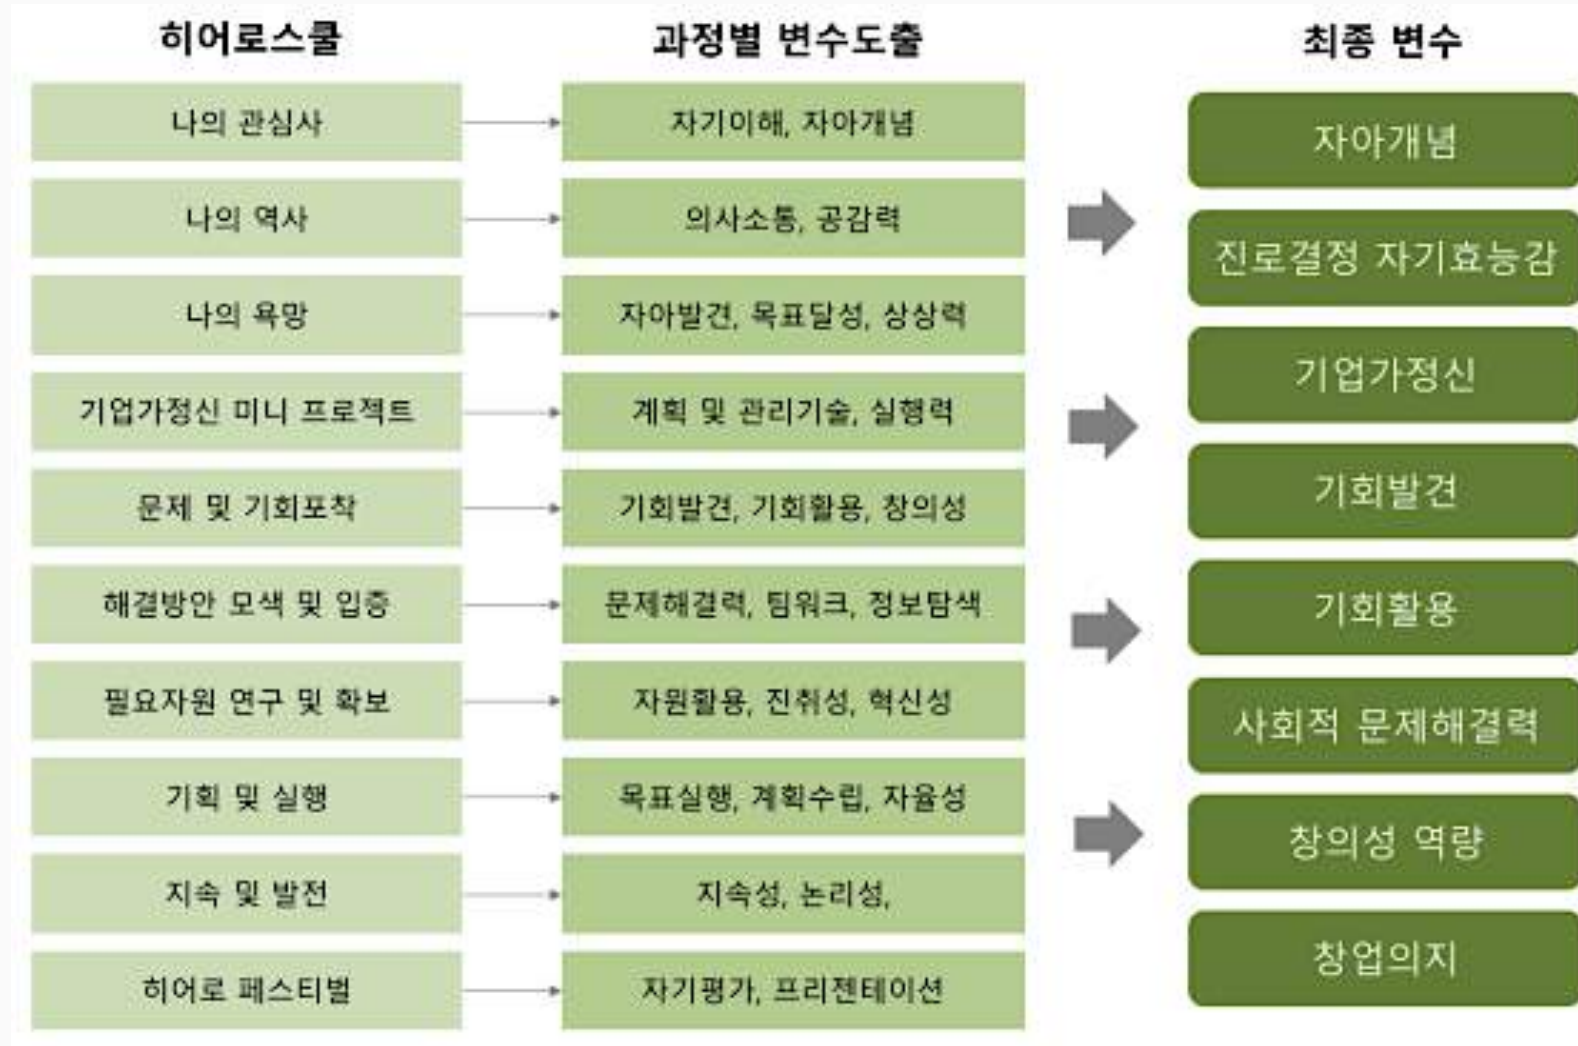 히어로스쿨
과정별 변수도출
최종 변수
나의 관심사
자기이해, 자아개념
나의 역사
의사소통, 공감력
나의 욕망
자아발견, 목표달성, 상상력
기업가정신 미니 프로젝트
계획 및 관리기술, 실행력
문제 및 기회포착
기회발견, 기회활용, 창의성
해결방안 모색 및 입증
문제해결력, 팀워크, 정보탐색
필요자원 연구 및 확보
자원활용, 진취성, 혁신성
기획 및 실행
목표실행, 계획수립, 자율성
지속 및 발전
지속성, 논리성,
히어로 페스티벌
자기평가, 프리젠테이션
자아개념
진로결정 자기효능감
기업가정신
기회발견
기회활용
사회적 문제해결력
창의성 역량
창업의지